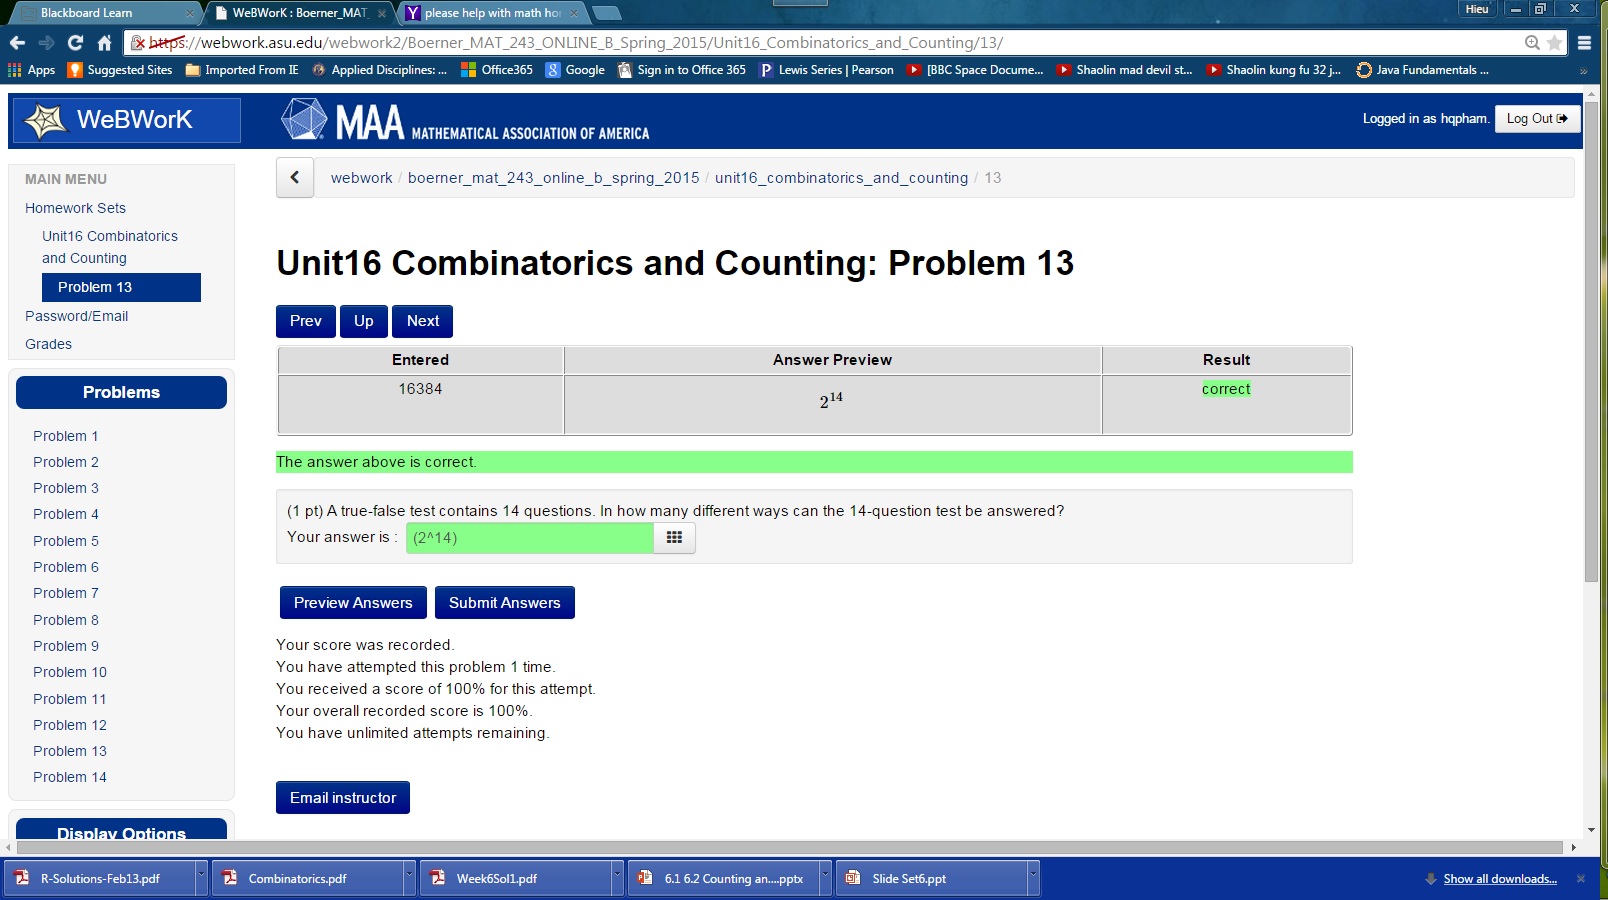 Blackboard Learn
WeBWorK : Boerner_MAT_
please help with math ho
Hieu
https://webwork.asu.edu/webwork2/Boerner_MAT_243_ONLINE_B_Spring_2015/Unit16_Combinatorics_and_Counting/13/
Apps
Suggested Sites
Imported From IE
Applied Disciplines: ...
Office365
Google
Sign in to Office 365
Lewis Series | Pearson
[BBC Space Docume...
Shaolin mad devil st...
Shaolin kung fu 32 j...
Java Fundamentals ...
WeBWorK
MAA MATHEMATICAL ASSOCIATION OF AMERICA
Logged in as hqpham.
Log Out
MAIN MENU
Homework Sets
Unit16 Combinatorics
and Counting
Problem 13
Password/Email
Grades
Problems
Problem 1
Problem 2
Problem 3
Problem 4
Problem 5
Problem 6
Problem 7
Problem 8
Problem 9
Problem 10
Problem 11
Problem 12
Problem 13
Problem 14
Display Options
webwork / boerner_mat_243_online_b_spring_2015 / unit16_combinatorics_and_counting / 13
Unit16 Combinatorics and Counting: Problem 13
Prev
Up
Next
Entered
Answer Preview
Result
16384
2^14
correct
The answer above is correct.
(1 pt) A true-false test contains 14 questions. In how many different ways can the 14-question test be answered?
Your answer is : (2^14)
Preview Answers
Submit Answers
Your score was recorded.
You have attempted this problem 1 time.
You received a score of 100% for this attempt.
Your overall recorded score is 100%.
You have unlimited attempts remaining.
Email instructor
R-Solutions-Feb13.pdf
Combinatorics.pdf
Week6Sol1.pdf
6.1 6.2 Counting an....pptx
Slide Set6.ppt
Show all downloads...